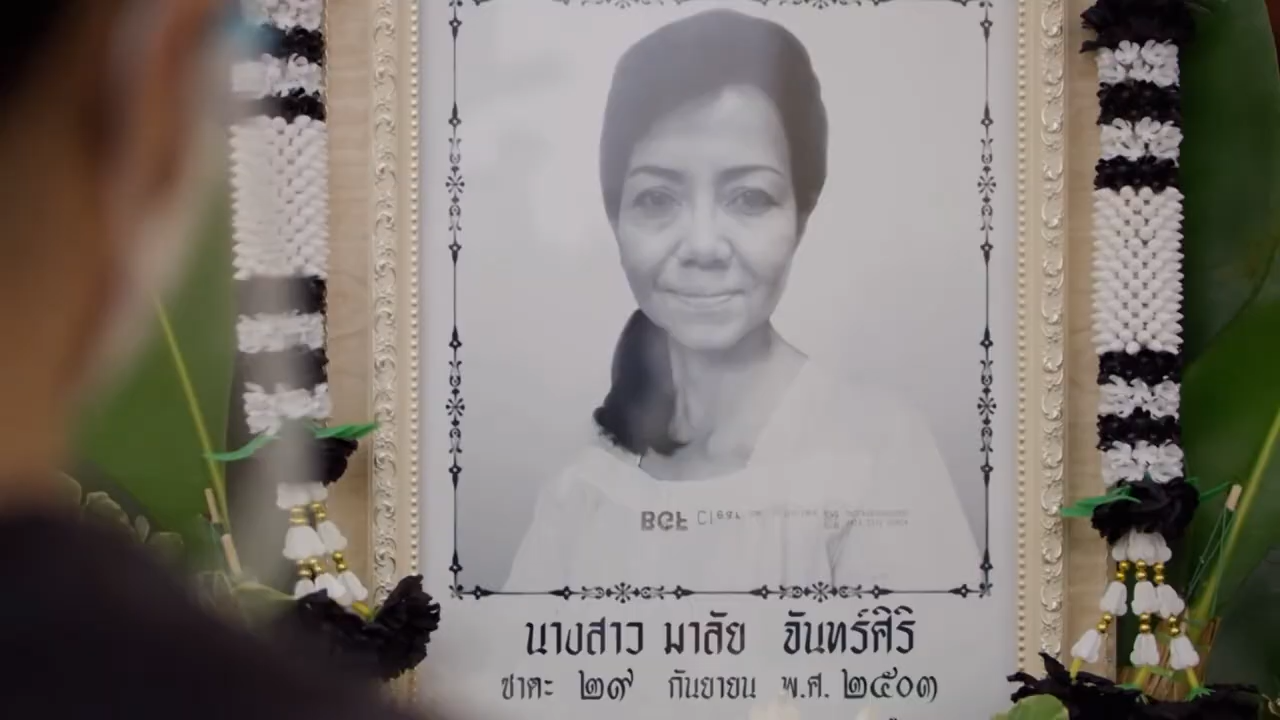 นางสาว มาลัย จันทร์ศิริ
ชาตะ ๒๙ กันยายน พ.ศ. ๒๕๐๓